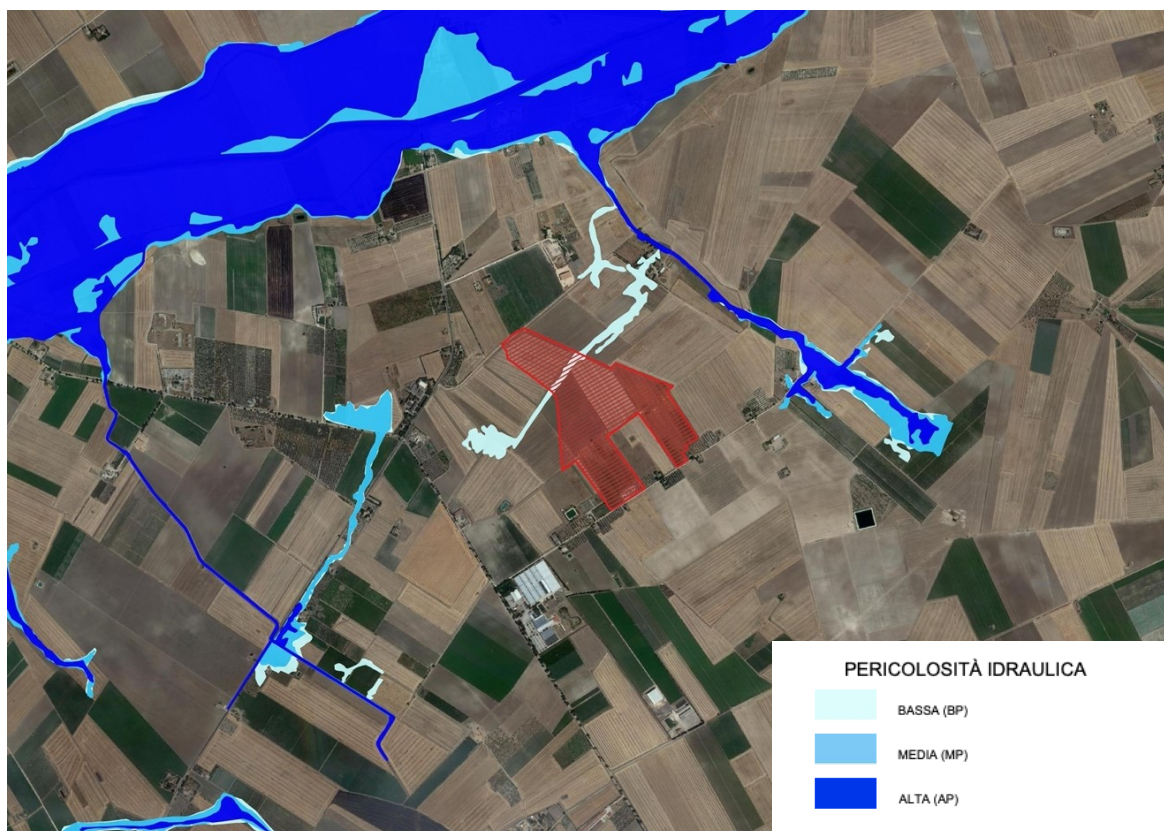 PERICOLOSITÀ IDRAULICA
BASSA (BP)
MEDIA (MP)
ALTA (AP)